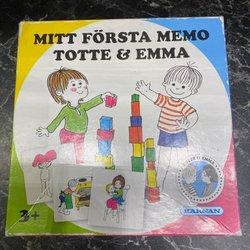 MITT FÖRSTA MEMO
TOTTE & EMMA
3+
KÄRNAN